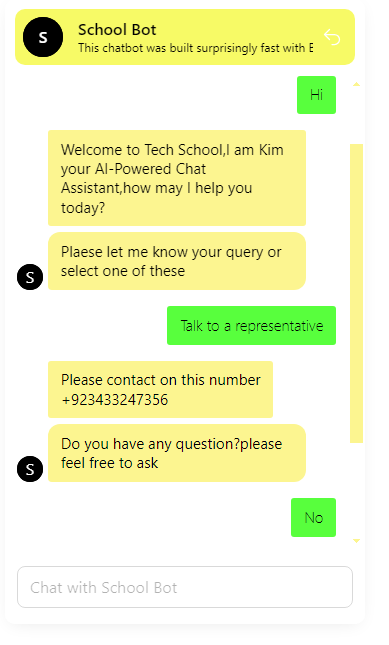 S
School Bot
This chatbot was built surprisingly fast with
Hi
Welcome to Tech School,I am Kim
your AI-Powered Chat
Assistant,how may I help you
today?
Plaese let me know your query or
select one of these
S
Talk to a representative
Please contact on this number
+923433247356
Do you have any question?please
feel free to ask
S
No
Chat with School Bot